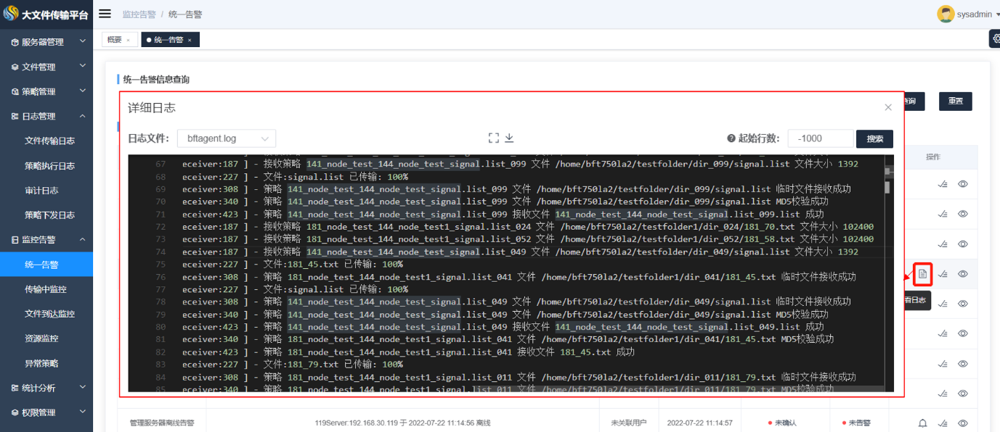 大文件传输平台
监控告警 / 统一告警
sysadmin
服务器管理
文件管理
策略管理
日志管理
文件传输日志
策略执行日志
审计日志
策略下发日志
监控告警
统一告警
传输中监控
文件到达监控
资源监控
异常策略
统计分析
权限管理
概要 ×
统一告警 ×
统一告警信息查询
询
重置
操作
详细日志
日志文件: bftagent.log
起始行数: -1000 搜索
67 eceiver:187 ] - 接收策略 141_node_test_144_node_test_signal.list_099 文件 /home/bft750la2/testfolder/dir_099/signal.list 文件大小 1392
68 eceiver:227 ] - 文件:signal.list 已传输: 100%
69 eceiver:308 ] - 策略 141_node_test_144_node_test_signal.list_099 文件 /home/bft750la2/testfolder/dir_099/signal.list 临时文件接收成功
70 eceiver:340 ] - 策略 141_node_test_144_node_test_signal.list_099 文件 /home/bft750la2/testfolder/dir_099/signal.list MD5校验成功
71 eceiver:423 ] - 策略 141_node_test_144_node_test_signal.list_099 接收文件 141_node_test_144_node_test_signal.list_099.list 成功
72 eceiver:187 ] - 接收策略 181_node_test_144_node_test1_signal.list_024 文件 /home/bft750la2/testfolder1/dir_024/181_70.txt 文件大小 102400
73 eceiver:187 ] - 接收策略 181_node_test_144_node_test1_signal.list_052 文件 /home/bft750la2/testfolder1/dir_052/181_58.txt 文件大小 102400
74 eceiver:187 ] - 接收策略 141_node_test_144_node_test_signal.list_049 文件 /home/bft750la2/testfolder/dir_049/signal.list 文件大小 1392
75 eceiver:227 ] - 文件:181_45.txt 已传输: 100%
76 eceiver:308 ] - 策略 181_node_test_144_node_test1_signal.list_041 文件 /home/bft750la2/testfolder1/dir_041/181_45.txt 临时文件接收成功
77 eceiver:227 ] - 文件:signal.list 已传输: 100%
78 eceiver:308 ] - 策略 141_node_test_144_node_test_signal.list_049 文件 /home/bft750la2/testfolder/dir_049/signal.list 临时文件接收成功
79 eceiver:340 ] - 策略 141_node_test_144_node_test_signal.list_049 文件 /home/bft750la2/testfolder/dir_049/signal.list MD5校验成功
80 eceiver:423 ] - 策略 141_node_test_144_node_test_signal.list_049 接收文件 141_node_test_144_node_test_signal.list_049.list 成功
81 eceiver:340 ] - 策略 181_node_test_144_node_test1_signal.list_041 文件 /home/bft750la2/testfolder1/dir_041/181_45.txt MD5校验成功
82 eceiver:423 ] - 策略 181_node_test_144_node_test1_signal.list_041 接收文件 181_45.txt 成功
83 eceiver:227 ] - 文件:181_79.txt 已传输: 100%
84 eceiver:308 ] - 策略 181_node_test_144_node_test1_signal.list_011 文件 /home/bft750la2/testfolder1/dir_011/181_79.txt 临时文件接收成功
85 eceiver:340 ] - 策略 181_node_test_144_node_test1_signal.list_011 文件 /home/bft750la2/testfolder1/dir_011/181_79.txt MD5校验成功
看日志
管理服务器离线告警 119Server:192.168.30.119 于 2022-07-22 11:14:56 离线 未关联用户 2022-07-22 11:14:57 未确认 未告警